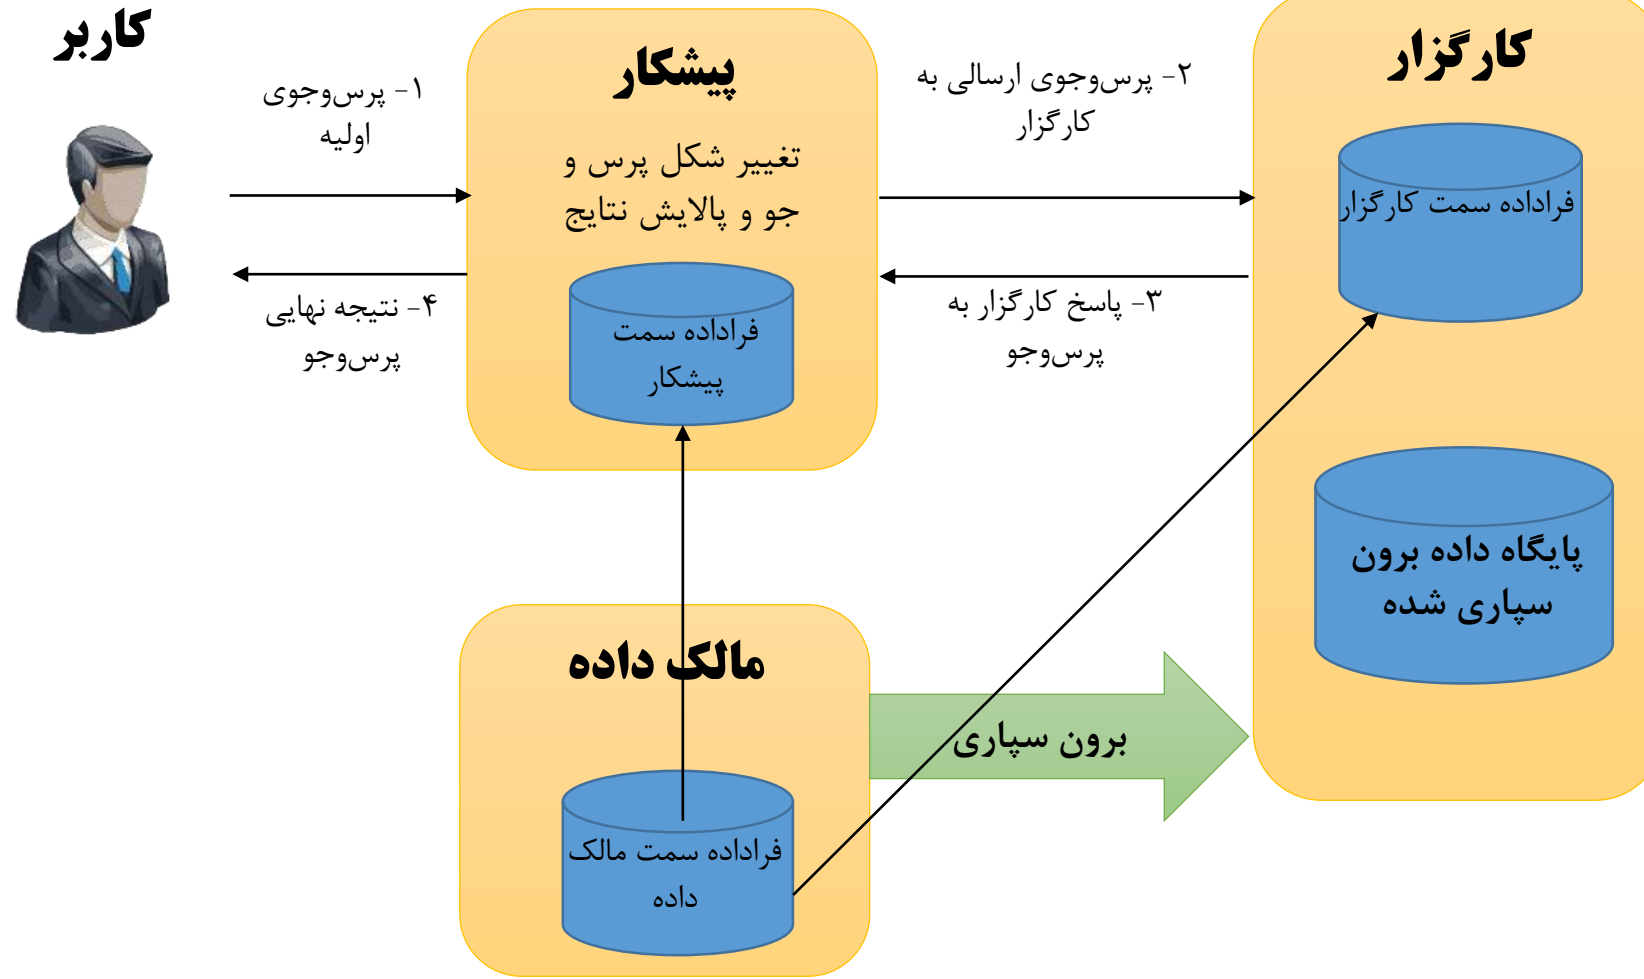 کاربر
۱- پرس‌وجوی
اولیه
۴- نتیجه نهایی
پرس‌وجو
پیشکار
تغییر شکل پرس و
جو و پالایش نتایج
فراداده سمت
پیشکار
۲- پرس‌وجوی ارسالی به
کارگزار
۳- پاسخ کارگزار به
پرس‌وجو
کارگزار
فراداده سمت کارگزار
پایگاه داده برون
سپاری شده
مالک داده
فراداده سمت مالک
داده
برون سپاری